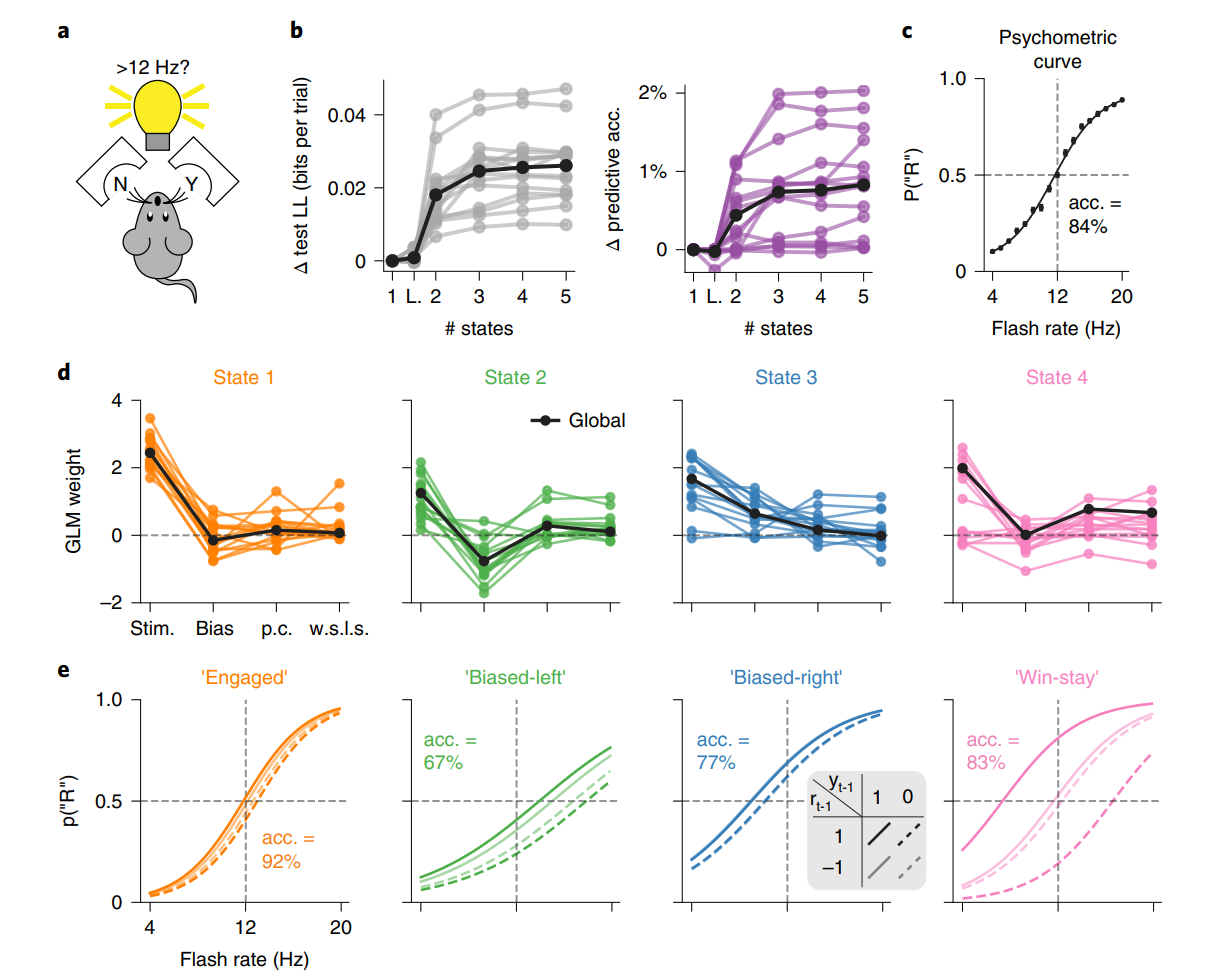 a
>12 Hz?
N
Y
b
Δ test LL (bits per trial)
0.04
0.02
0
1 L. 2 3 4 5
# states
Δ predictive acc.
2%
1%
0
1 L. 2 3 4 5
# states
c
Psychometric
curve
P("R")
1.0
0.5
0
acc. =
84%
4 12 20
Flash rate (Hz)
d
State 1
State 2
State 3
State 4
GLM weight
4
2
0
–2
Global
Stim. Bias p.c. w.s.l.s.
e
'Engaged'
'Biased-left'
'Biased-right'
'Win-stay'
p("R")
1.0
0.5
0
acc. =
92%
acc. =
67%
acc. =
77%
acc. =
83%
yt-1
rt-1
1 0
1
–1
4 12 20
Flash rate (Hz)